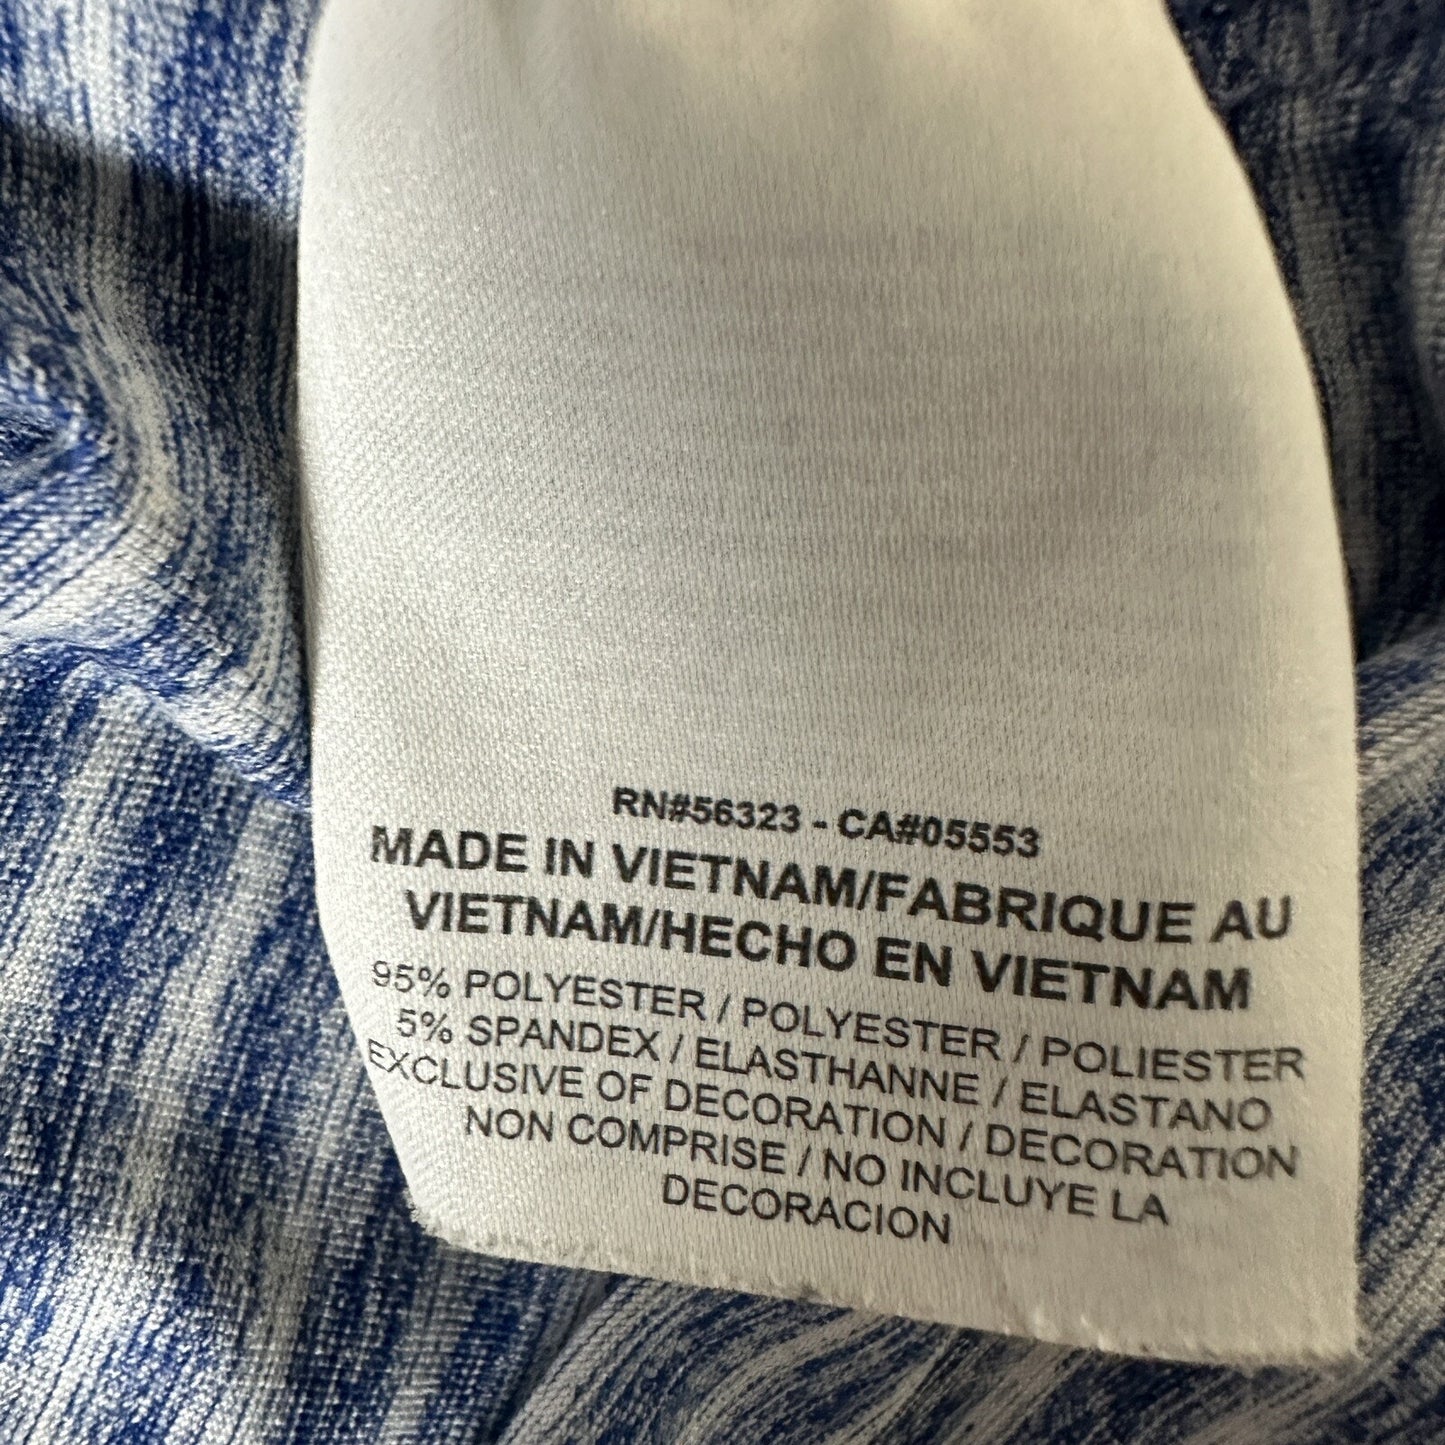 RN#56323 - CA#05553
MADE IN VIETNAM/FABRIQUE AU
VIETNAM/HECHO EN VIETNAM
95% POLYESTER / POLYESTER / POLIESTER
5% SPANDEX / ELASTHANNE / ELASTANO
EXCLUSIVE OF DECORATION / DECORATION
NON COMPRISE / NO INCLUYE LA
DECORACION